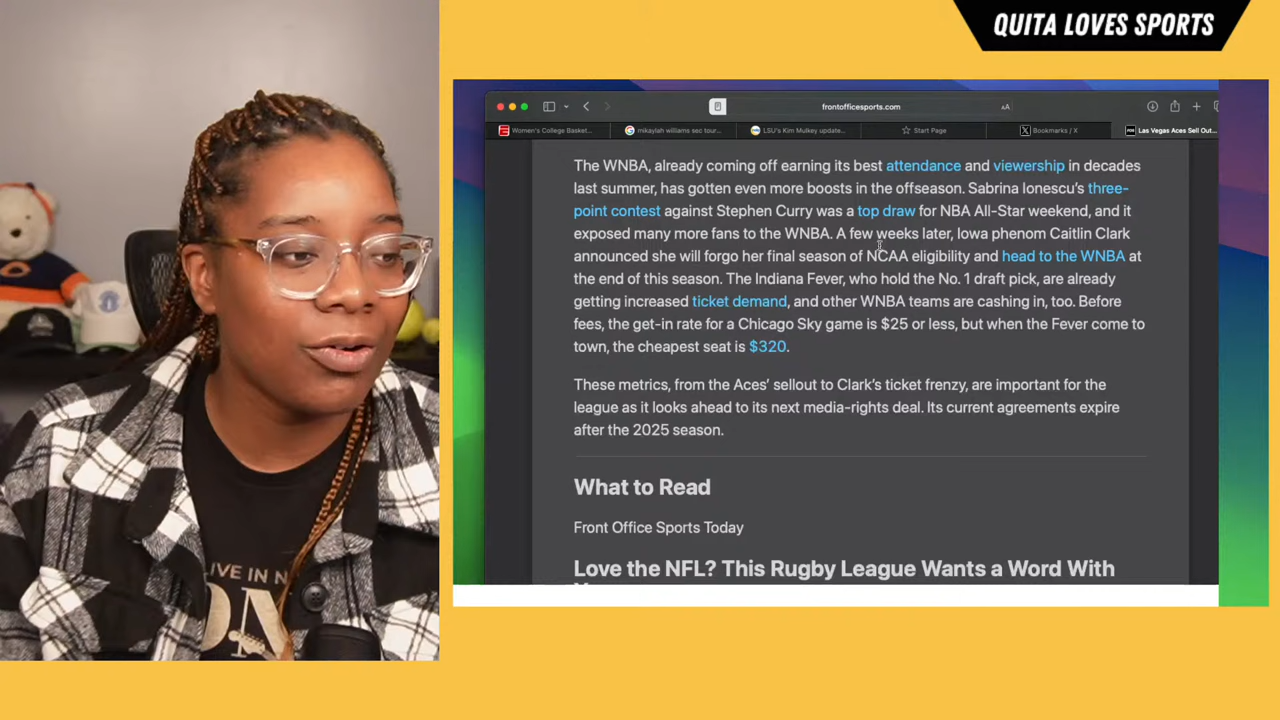 QUITA LOVES SPORTS
frontofficesports.com
Women's College Basket...
mikaylah williams sec tour...
LSU's Kim Mulkey update...
Start Page
Bookmarks / X
Las Vegas Aces Sell Out...
The WNBA, already coming off earning its best attendance and viewership in decades
last summer, has gotten even more boosts in the offseason. Sabrina Ionescu's three-
point contest against Stephen Curry was a top draw for NBA All-Star weekend, and it
exposed many more fans to the WNBA. A few weeks later, Iowa phenom Caitlin Clark
announced she will forgo her final season of NCAA eligibility and head to the WNBA at
the end of this season. The Indiana Fever, who hold the No. 1 draft pick, are already
getting increased ticket demand, and other WNBA teams are cashing in, too. Before
fees, the get-in rate for a Chicago Sky game is $25 or less, but when the Fever come to
town, the cheapest seat is $320.
These metrics, from the Aces' sellout to Clark's ticket frenzy, are important for the
league as it looks ahead to its next media-rights deal. Its current agreements expire
after the 2025 season.
What to Read
Front Office Sports Today
Love the NFL? This Rugby League Wants a Word With
LIVE IN N